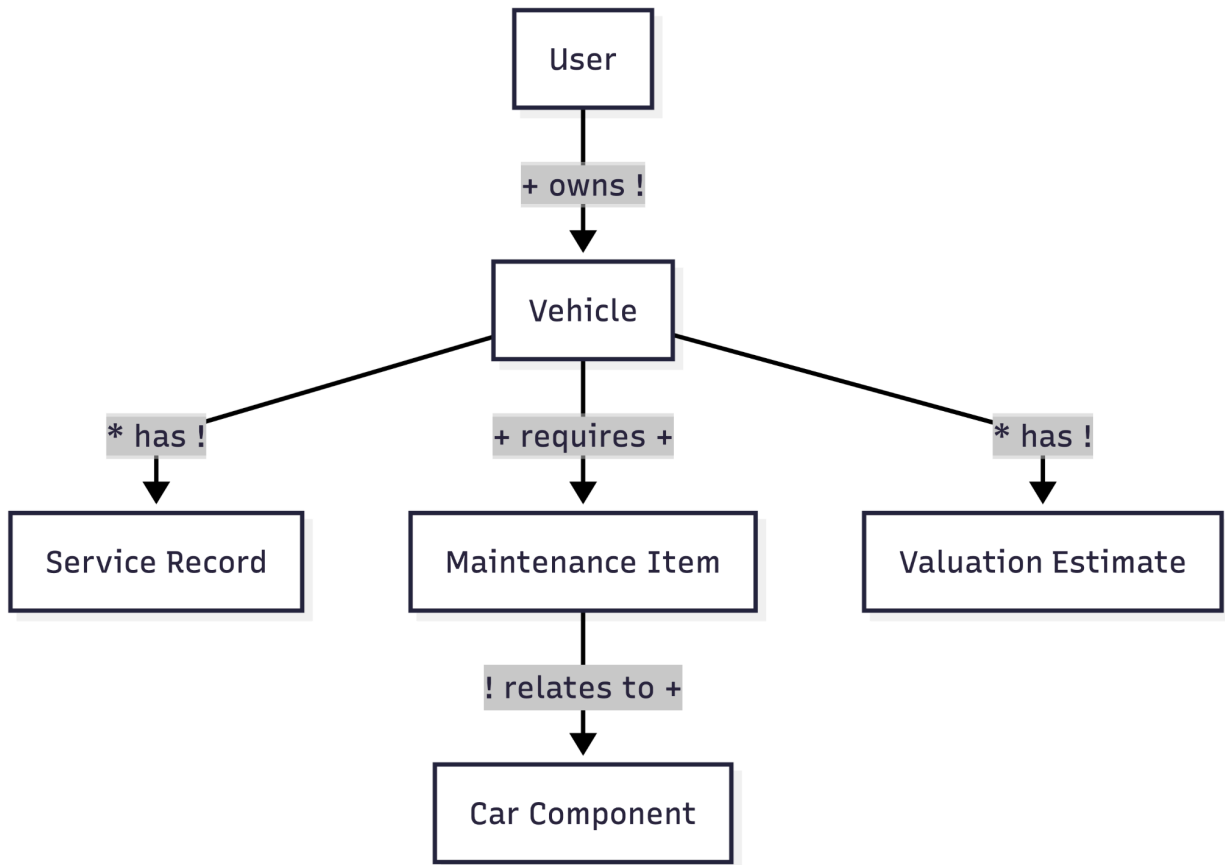 User
+ owns !
Vehicle
* has !
+ requires +
* has !
Service Record
Maintenance Item
Valuation Estimate
! relates to +
Car Component